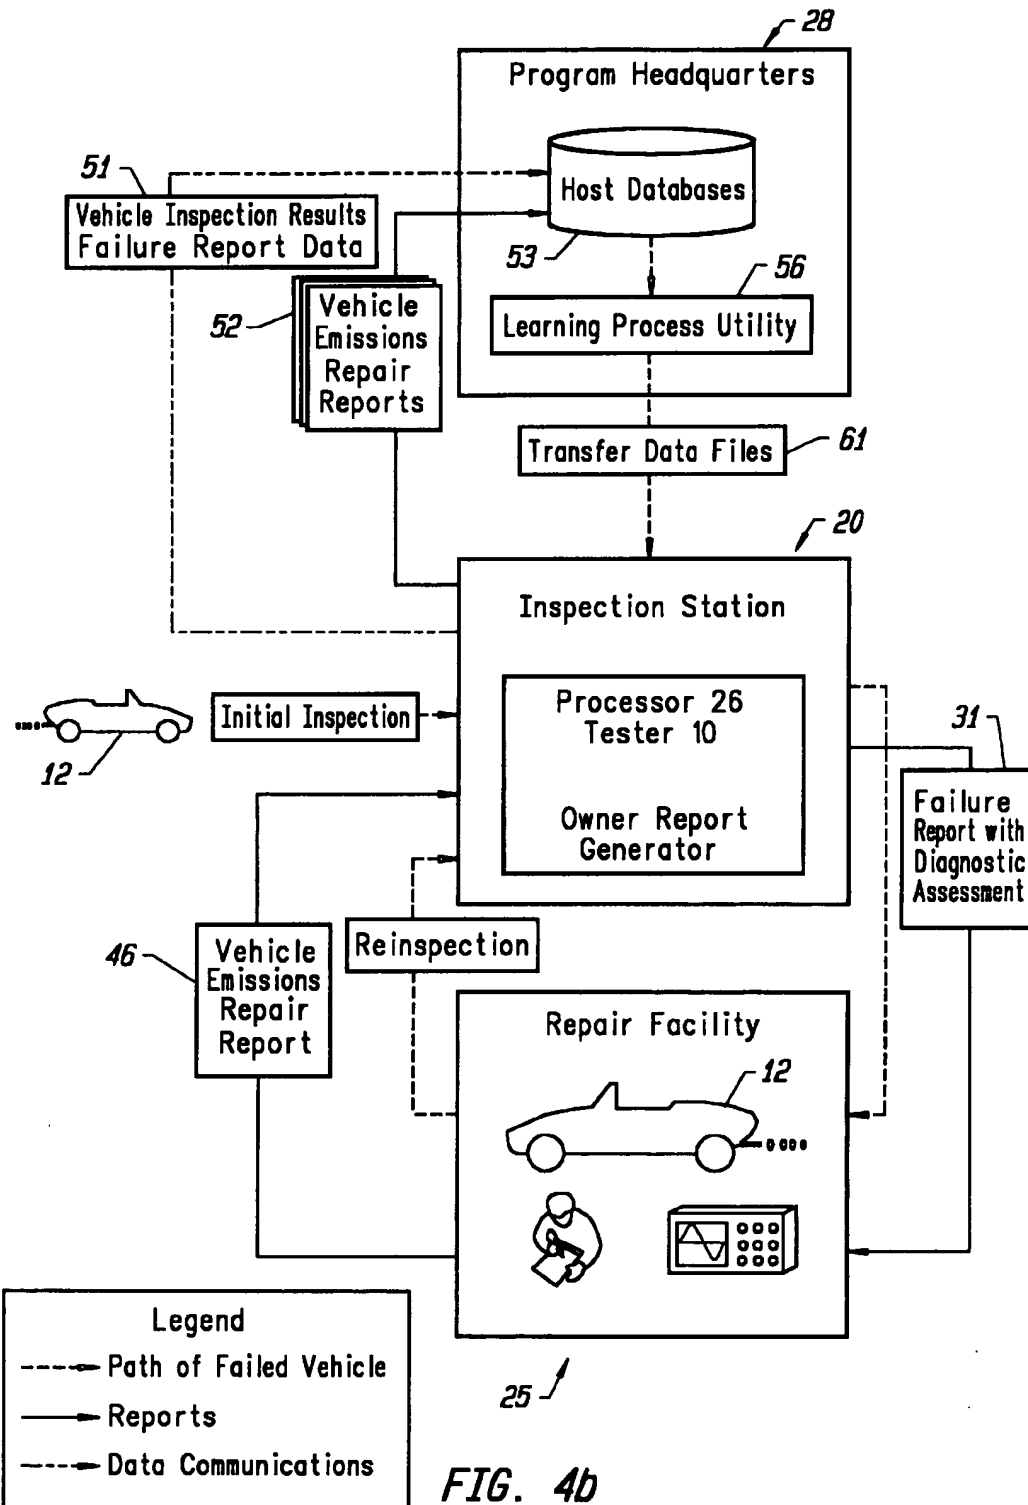 28
Program Headquarters
51
Vehicle Inspection Results
Failure Report Data
Host Databases
53
56
52
Vehicle
Emissions
Repair
Reports
Learning Process Utility
Transfer Data Files
61
20
Inspection Station
Initial Inspection
12
Processor 26
Tester 10
Owner Report
Generator
31
Failure
Report with
Diagnostic
Assessment
46
Vehicle
Emissions
Repair
Report
Reinspection
Repair Facility
12
25
Legend
Path of Failed Vehicle
Reports
Data Communications
FIG. 4b